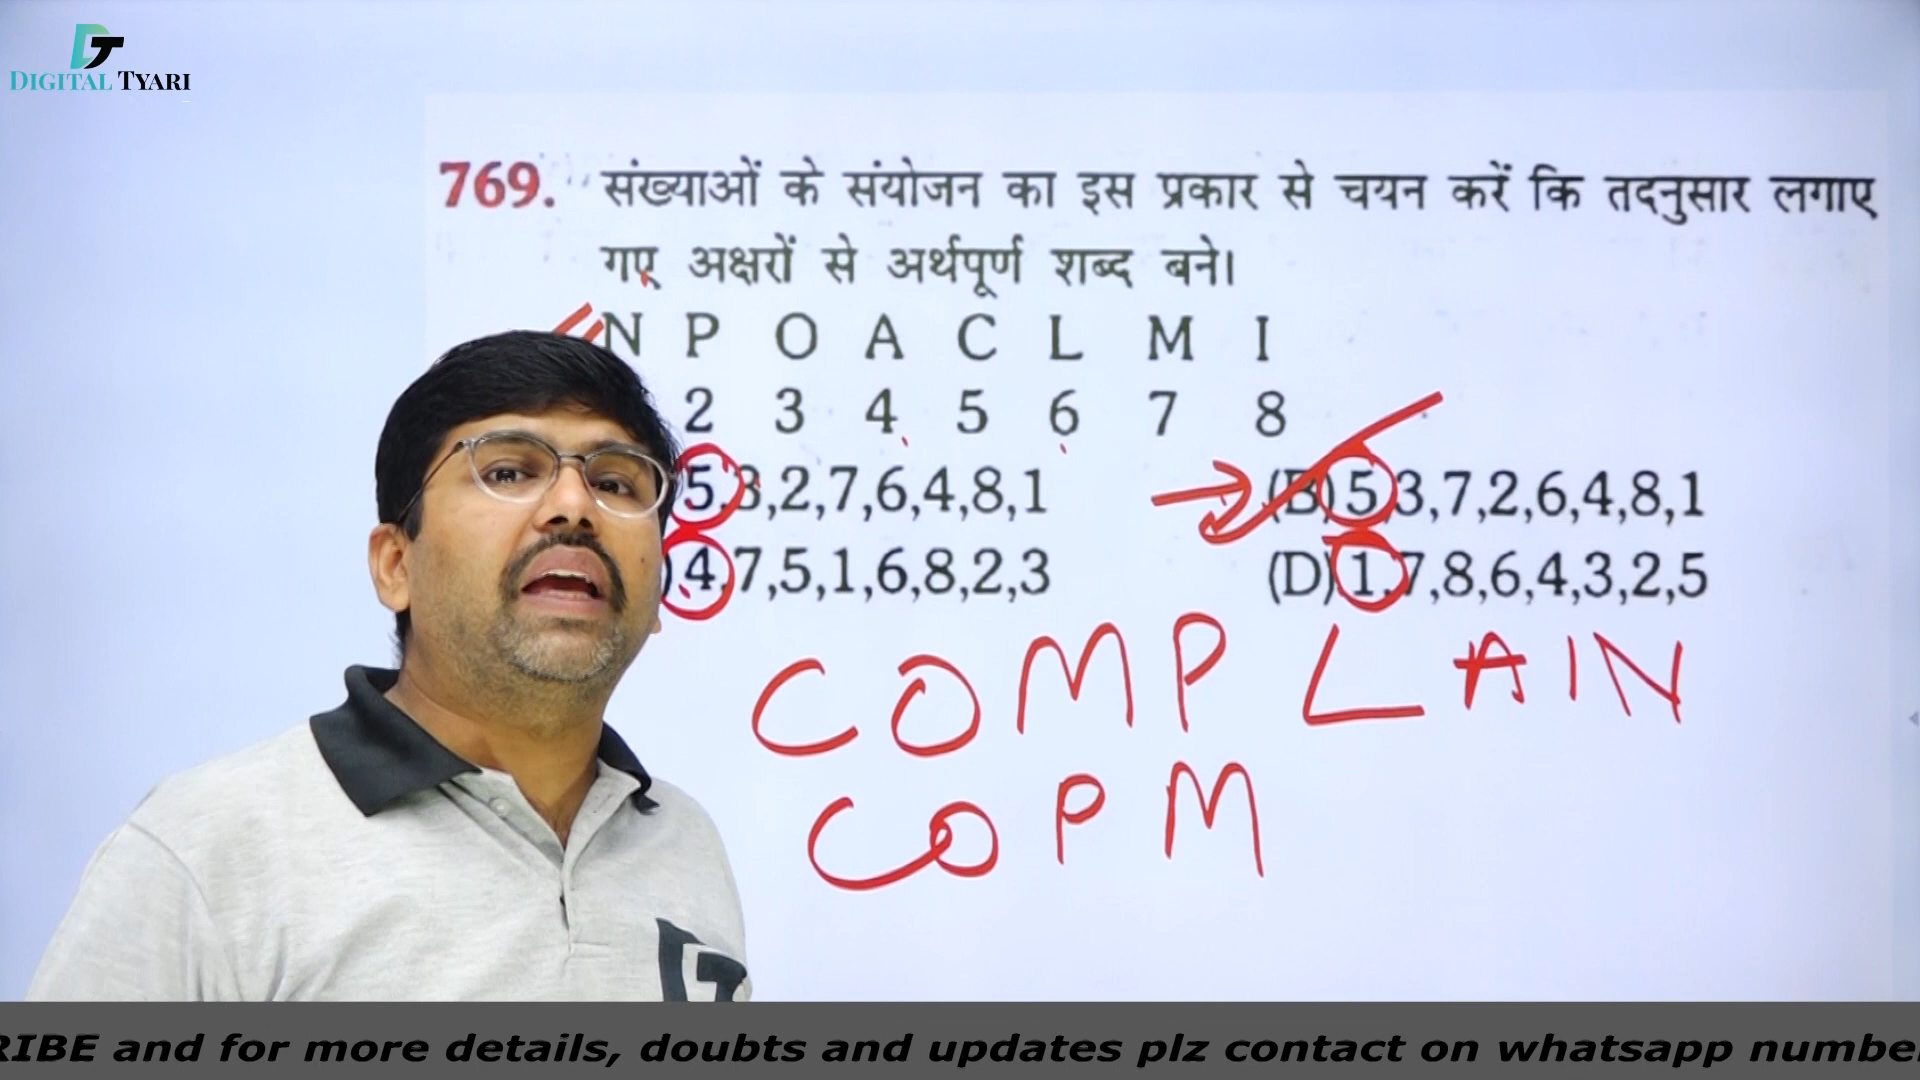 DIGITAL TYARI
769. संख्याओं के संयोजन का इस प्रकार से चयन करें कि तदनुसार लगाए
गए अक्षरों से अर्थपूर्ण शब्द बने।
N P O A C L M I
2 3 4 5 6 7 8
5,3,2,7,6,4,8,1 (B) 5,3,7,2,6,4,8,1
) 4,7,5,1,6,8,2,3 (D) 1,7,8,6,4,3,2,5
COMPLAIN
COPM
and for more details, doubts and updates plz contact on whatsapp